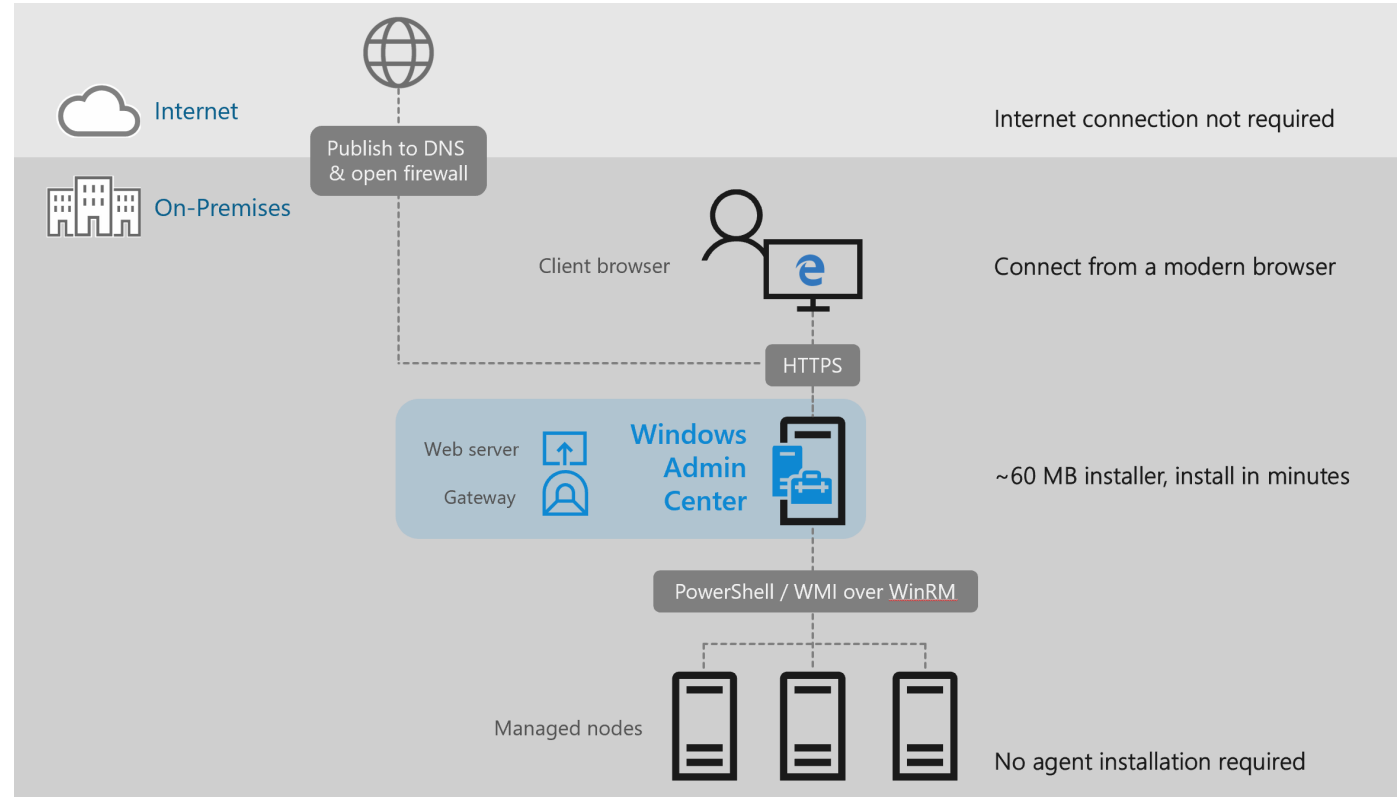 Internet
Internet connection not required
Publish to DNS
& open firewall
On-Premises
Client browser
Connect from a modern browser
HTTPS
Web server
Gateway
Windows
Admin
Center
~60 MB installer, install in minutes
PowerShell / WMI over WinRM
Managed nodes
No agent installation required